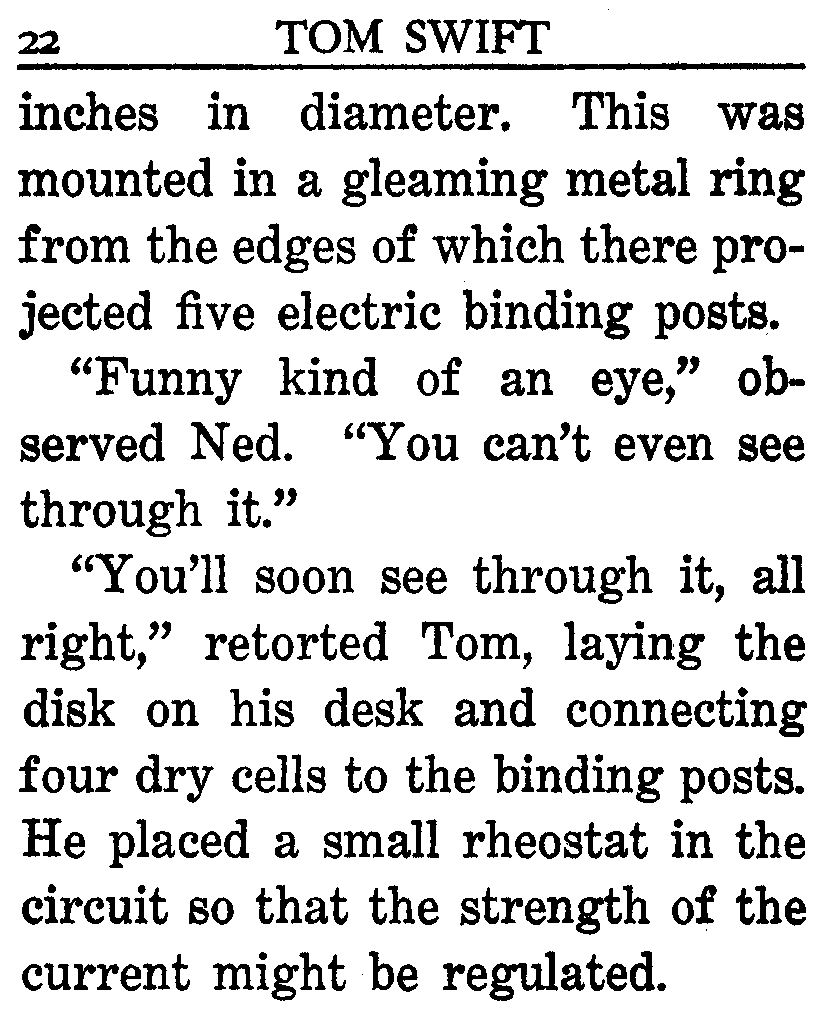 22 TOM SWIFT
inches in diameter. This was
mounted in a gleaming metal ring
from the edges of which there pro-
jected five electric binding posts.
“Funny kind of an eye,” ob-
served Ned. “You can’t even see
through it.”
“You’ll soon see through it, all
right,” retorted Tom, laying the
disk on his desk and connecting
four dry cells to the binding posts.
He placed a small rheostat in the
circuit so that the strength of the
current might be regulated.